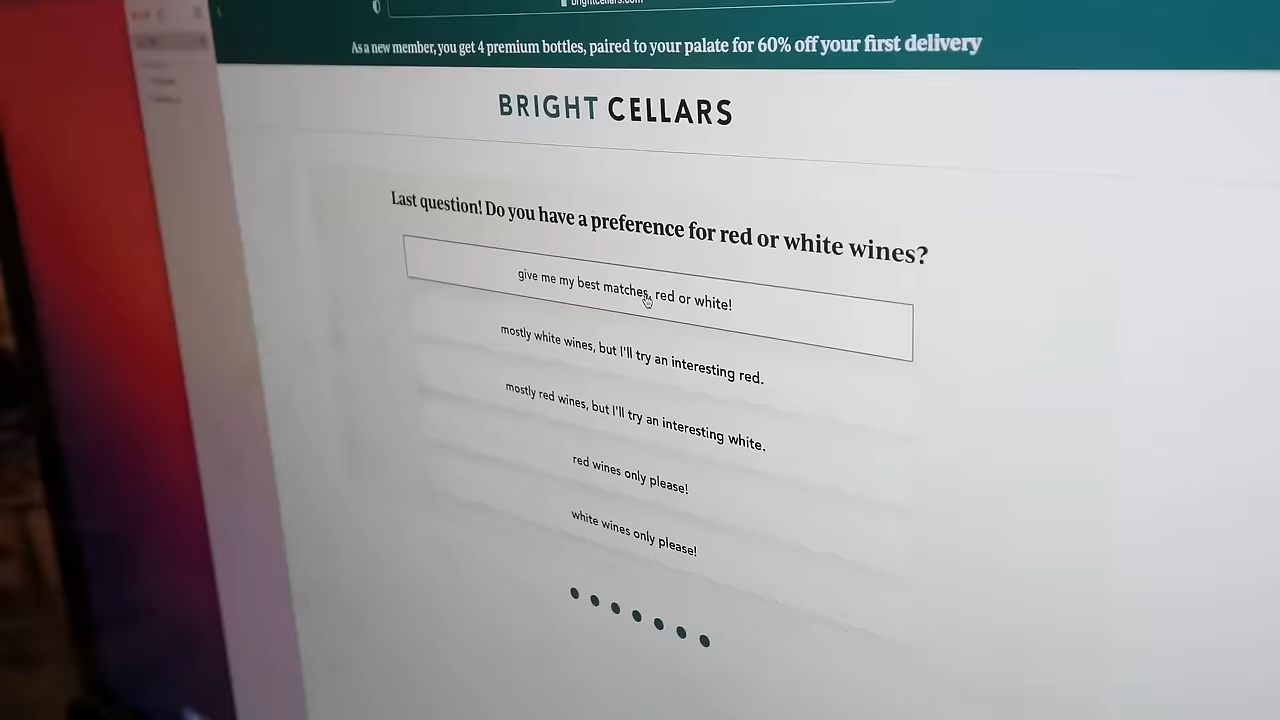 brightcellars.com
As a new member, you get 4 premium bottles, paired to your palate for 60% off your first delivery
BRIGHT CELLARS
Last question! Do you have a preference for red or white wines?
give me my best matches, red or white!
mostly white wines, but I'll try an interesting red.
mostly red wines, but I'll try an interesting white.
red wines only please!
white wines only please!